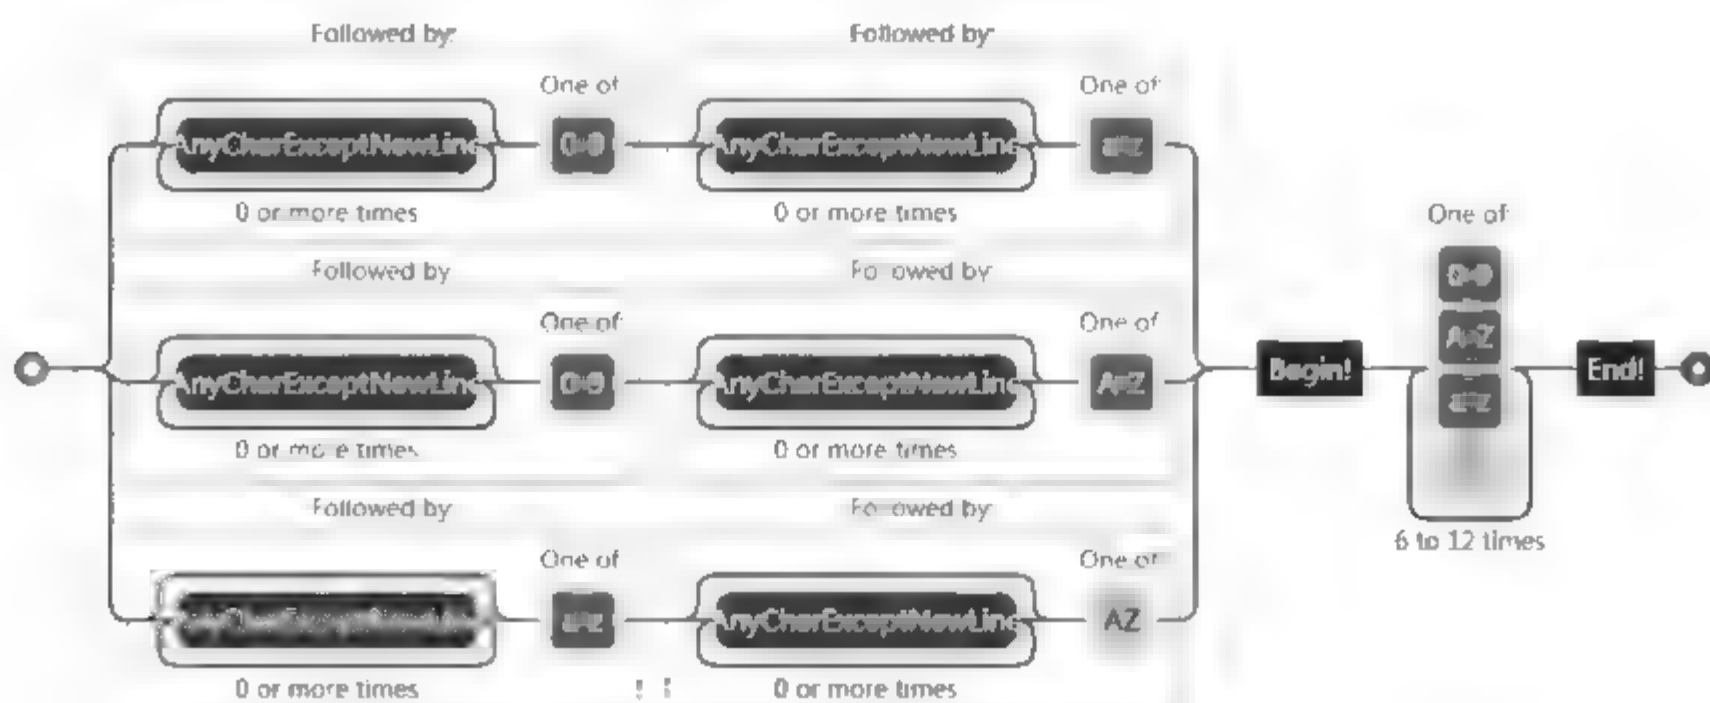 Followed by: Followed by:
One of One of
AnyCharExceptNewLine 0-9 AnyCharExceptNewLine a-z
0 or more times 0 or more times
One of
Followed by Followed by:
0-9
One of One of
A-Z
AnyCharExceptNewLine 0-9 AnyCharExceptNewLine A-Z Begin! End!
a-z
0 or more times 0 or more times
Followed by: Followed by:
6 to 12 times
One of One of
AnyCharExceptNewLine a-z AnyCharExceptNewLine AZ
0 or more times 0 or more times